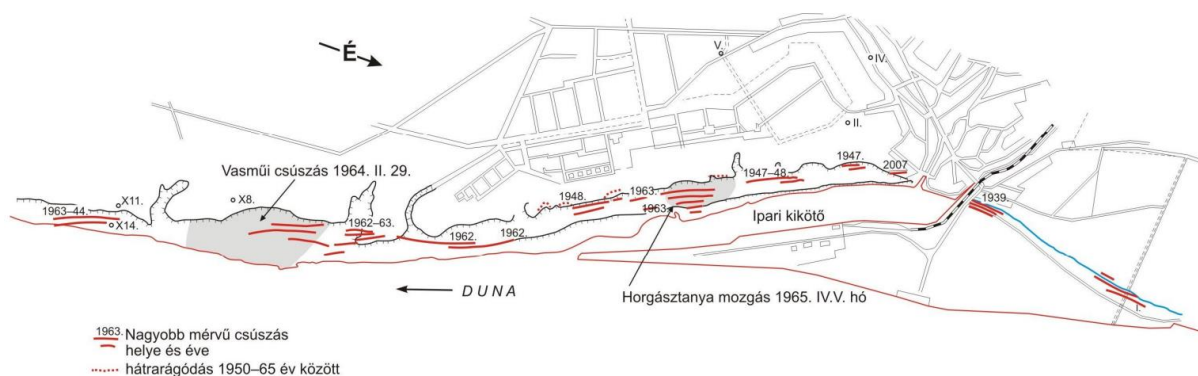 É
V.
IV.
II.
Vasműi csúszás 1964. II. 29.
1947.
2007
1947–48.
X11.
X8.
1948.
1963.
1963–44.
X14.
1962–63.
1963.
1939.
1962.
1962.
Ipari kikötő
DUNA
Horgásztanya mozgás 1965. IV.V. hó
I.
1963. Nagyobb mérvű csúszás
helye és éve
hátrarágódás 1950–65 év között